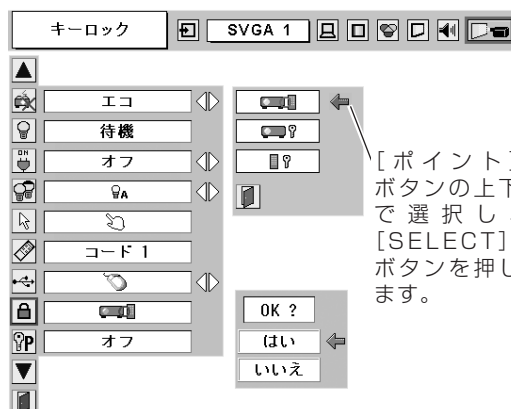 キーロック
SVGA 1
エコ
待機
ON
オフ
A
コード 1
P
オフ
[ポイント]
ボタンの上下
で選択し、
[SELECT]
ボタンを押し
ます。
OK ?
はい
いいえ